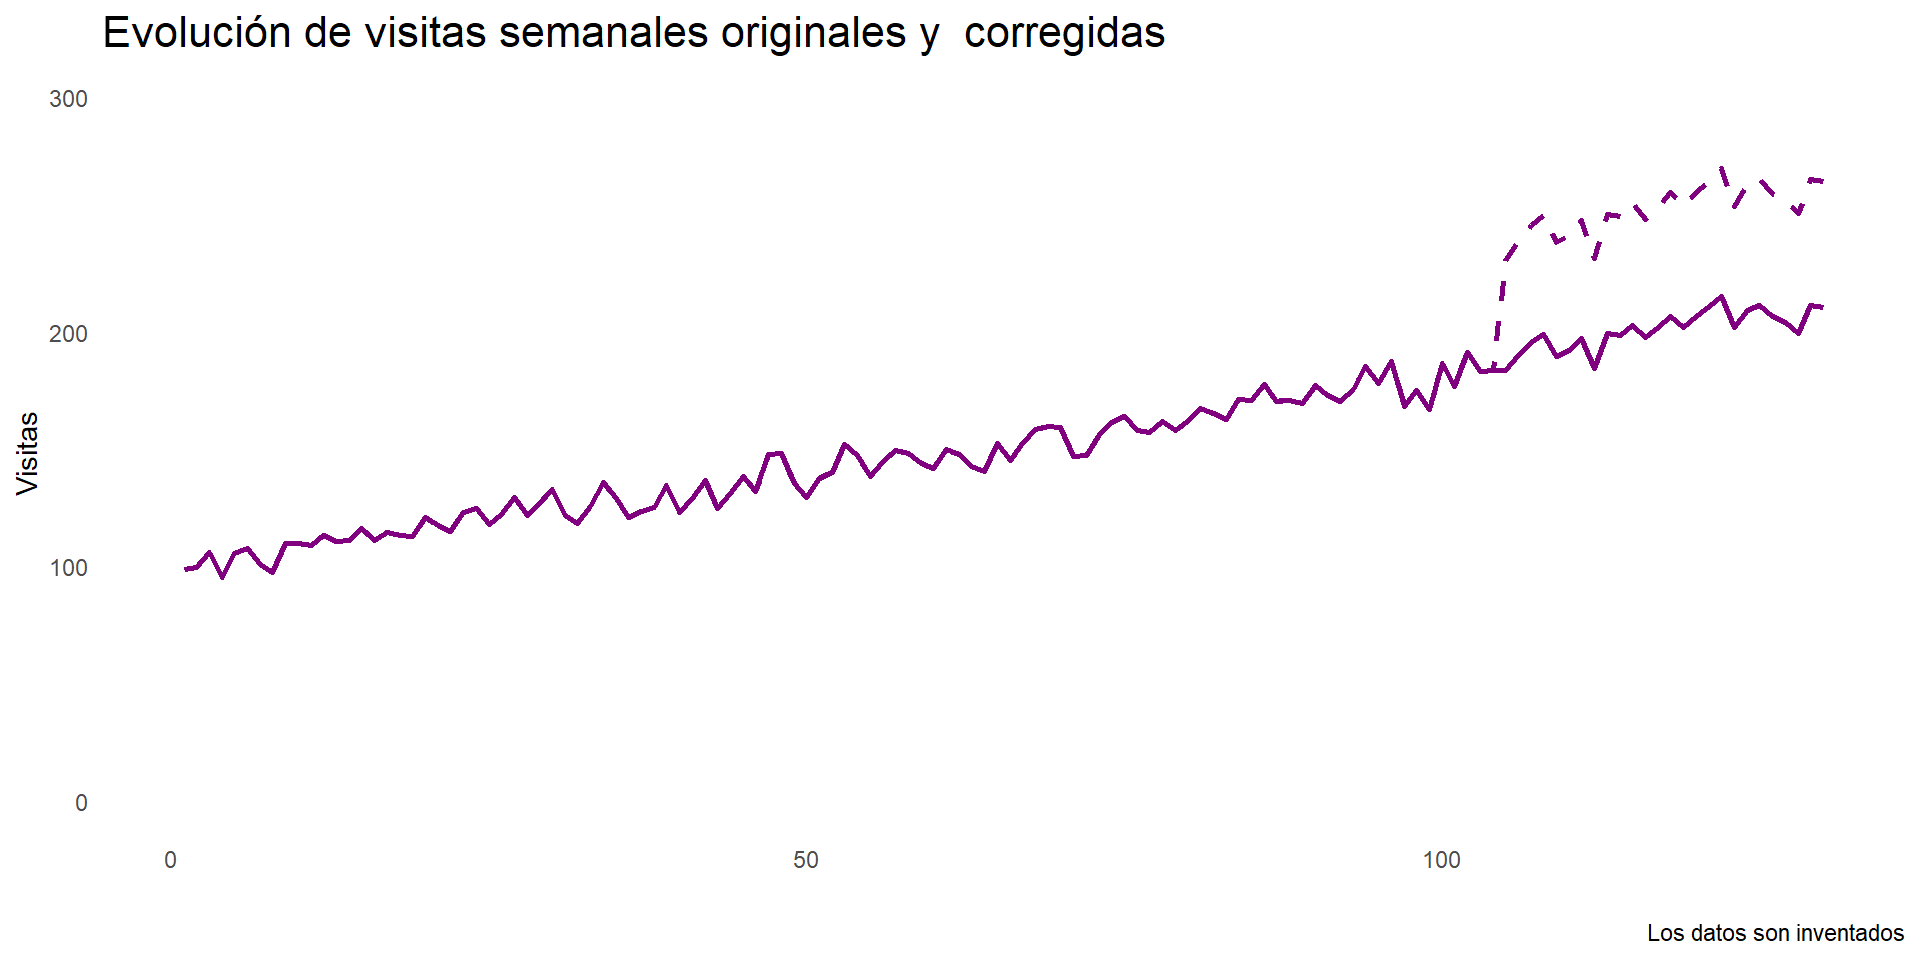 Evolución de visitas semanales originales y  corregidas
300
200
100
0
Visitas
0
50
100
Los datos son inventados